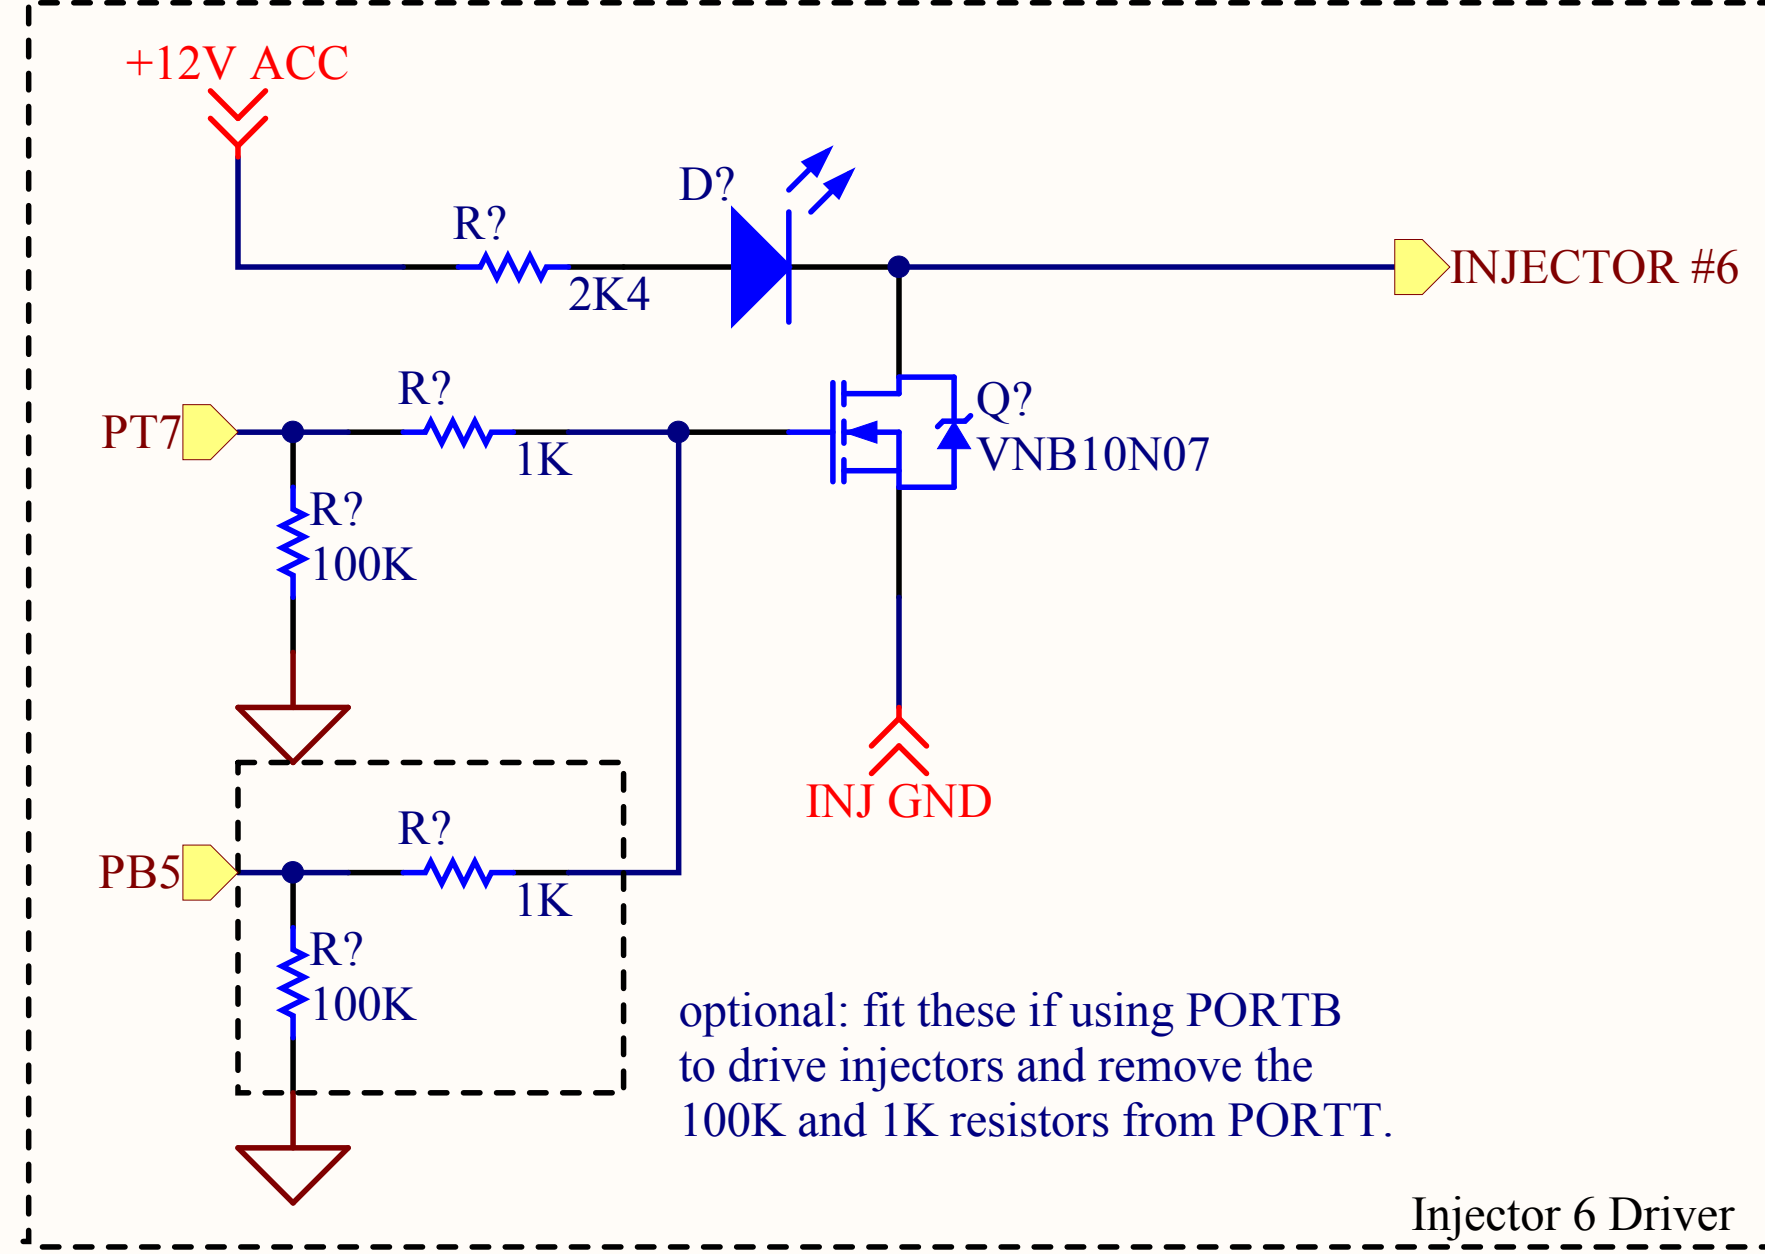 +12V ACC
D?
R?
2K4
INJECTOR #6
PT7
R?
1K
Q?
VNB10N07
R?
100K
INJ GND
PB5
R?
1K
R?
100K
optional: fit these if using PORTB
to drive injectors and remove the
100K and 1K resistors from PORTT.
Injector 6 Driver